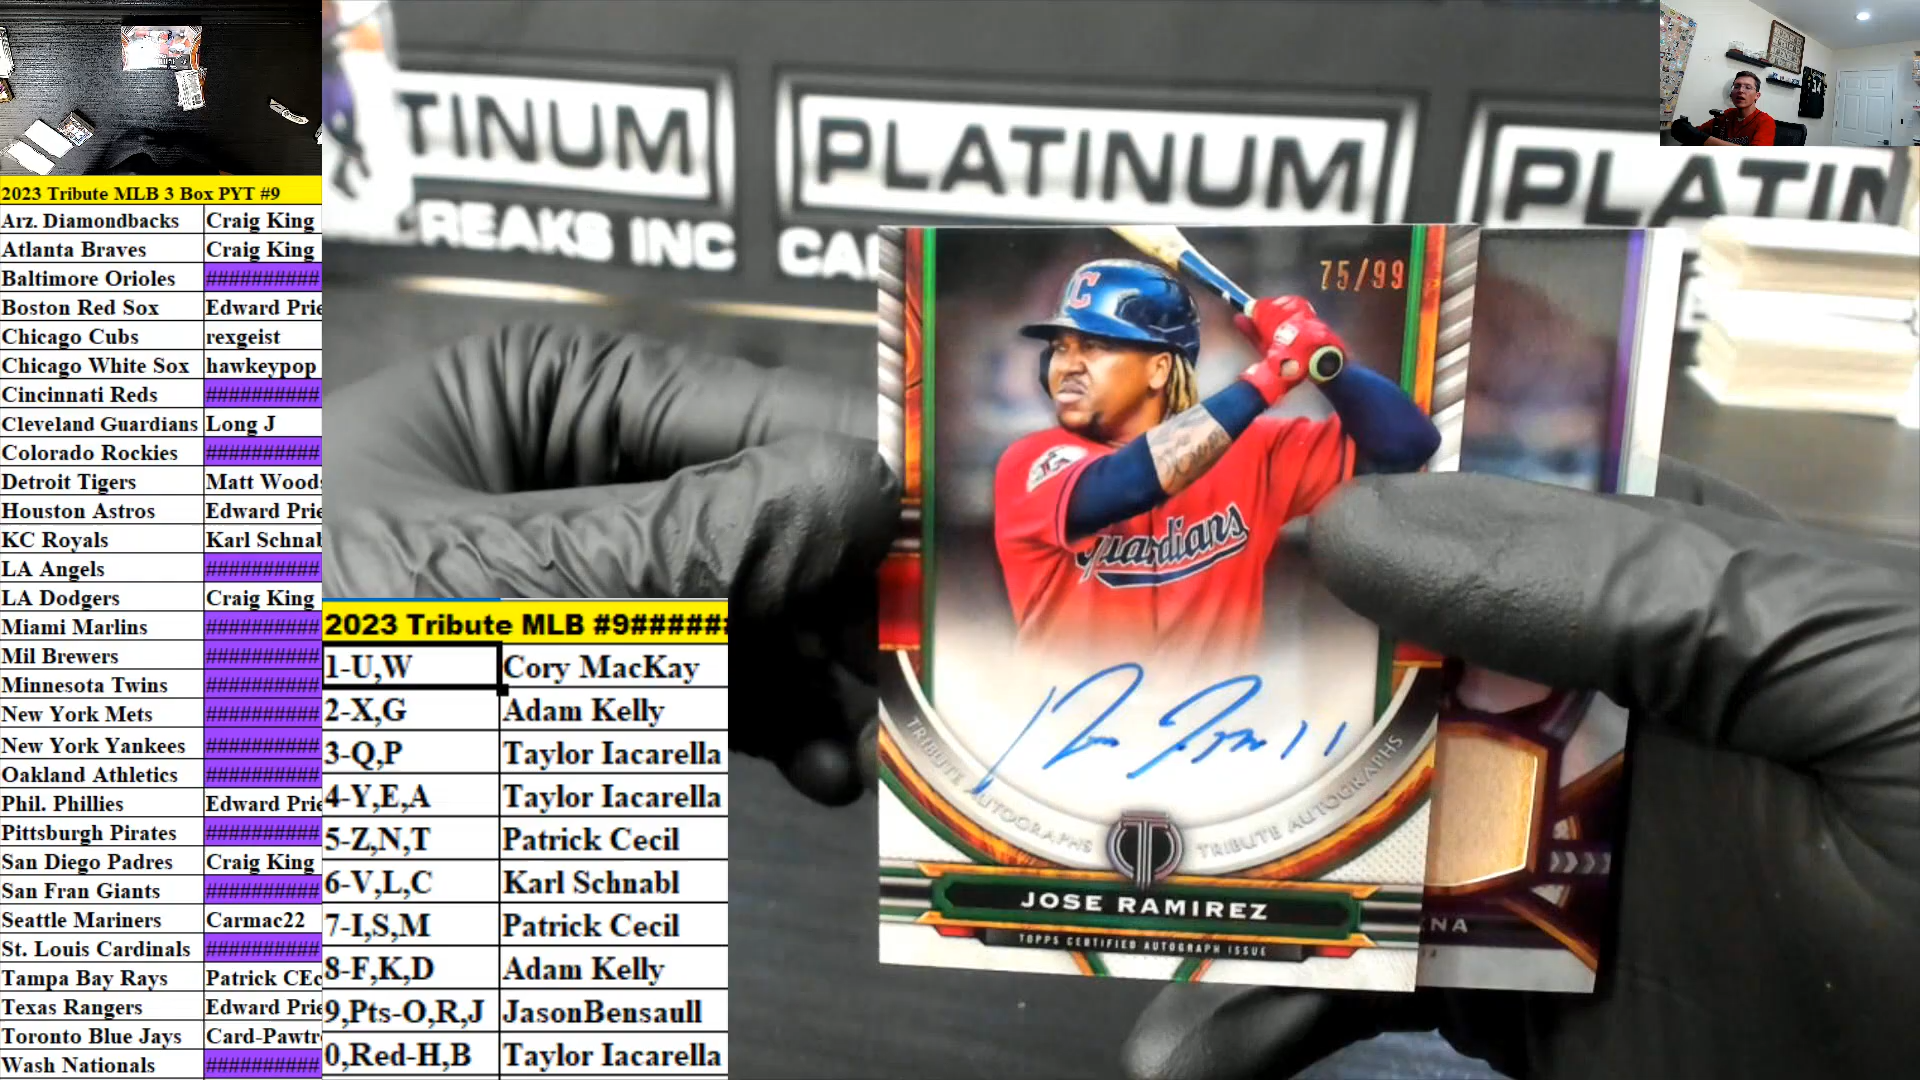 2023 Tribute MLB 3 Box PYT #9
Arz. Diamondbacks Craig King
Atlanta Braves Craig King
Baltimore Orioles ##########
Boston Red Sox Edward Prie
Chicago Cubs rexgeist
Chicago White Sox hawkeypop
Cincinnati Reds ##########
Cleveland Guardians Long J
Colorado Rockies ##########
Detroit Tigers Matt Woods
Houston Astros Edward Prie
KC Royals Karl Schnab
LA Angels ##########
LA Dodgers Craig King
Miami Marlins ##########
Mil Brewers ##########
Minnesota Twins ##########
New York Mets ##########
New York Yankees ##########
Oakland Athletics ##########
Phil. Phillies Edward Prie
Pittsburgh Pirates ##########
San Diego Padres Craig King
San Fran Giants ##########
Seattle Mariners Carmac22
St. Louis Cardinals ##########
Tampa Bay Rays Patrick CEc
Texas Rangers Edward Prie
Toronto Blue Jays Card-Pawtr
Wash Nationals ##########
2023 Tribute MLB #9######
1-U,W Cory MacKay
2-X,G Adam Kelly
3-Q,P Taylor Iacarella
4-Y,E,A Taylor Iacarella
5-Z,N,T Patrick Cecil
6-V,L,C Karl Schnabl
7-I,S,M Patrick Cecil
8-F,K,D Adam Kelly
9,Pts-O,R,J JasonBensaull
0,Red-H,B Taylor Iacarella
TINUM PLATINUM PLATIN
REAKS INC CA
75/99
C
Guardians
TRIBUTE AUTOGRAPHS TRIBUTE AUTOGRAPHS
JOSE RAMIREZ
TOPPS CERTIFIED AUTOGRAPH ISSUE
NA